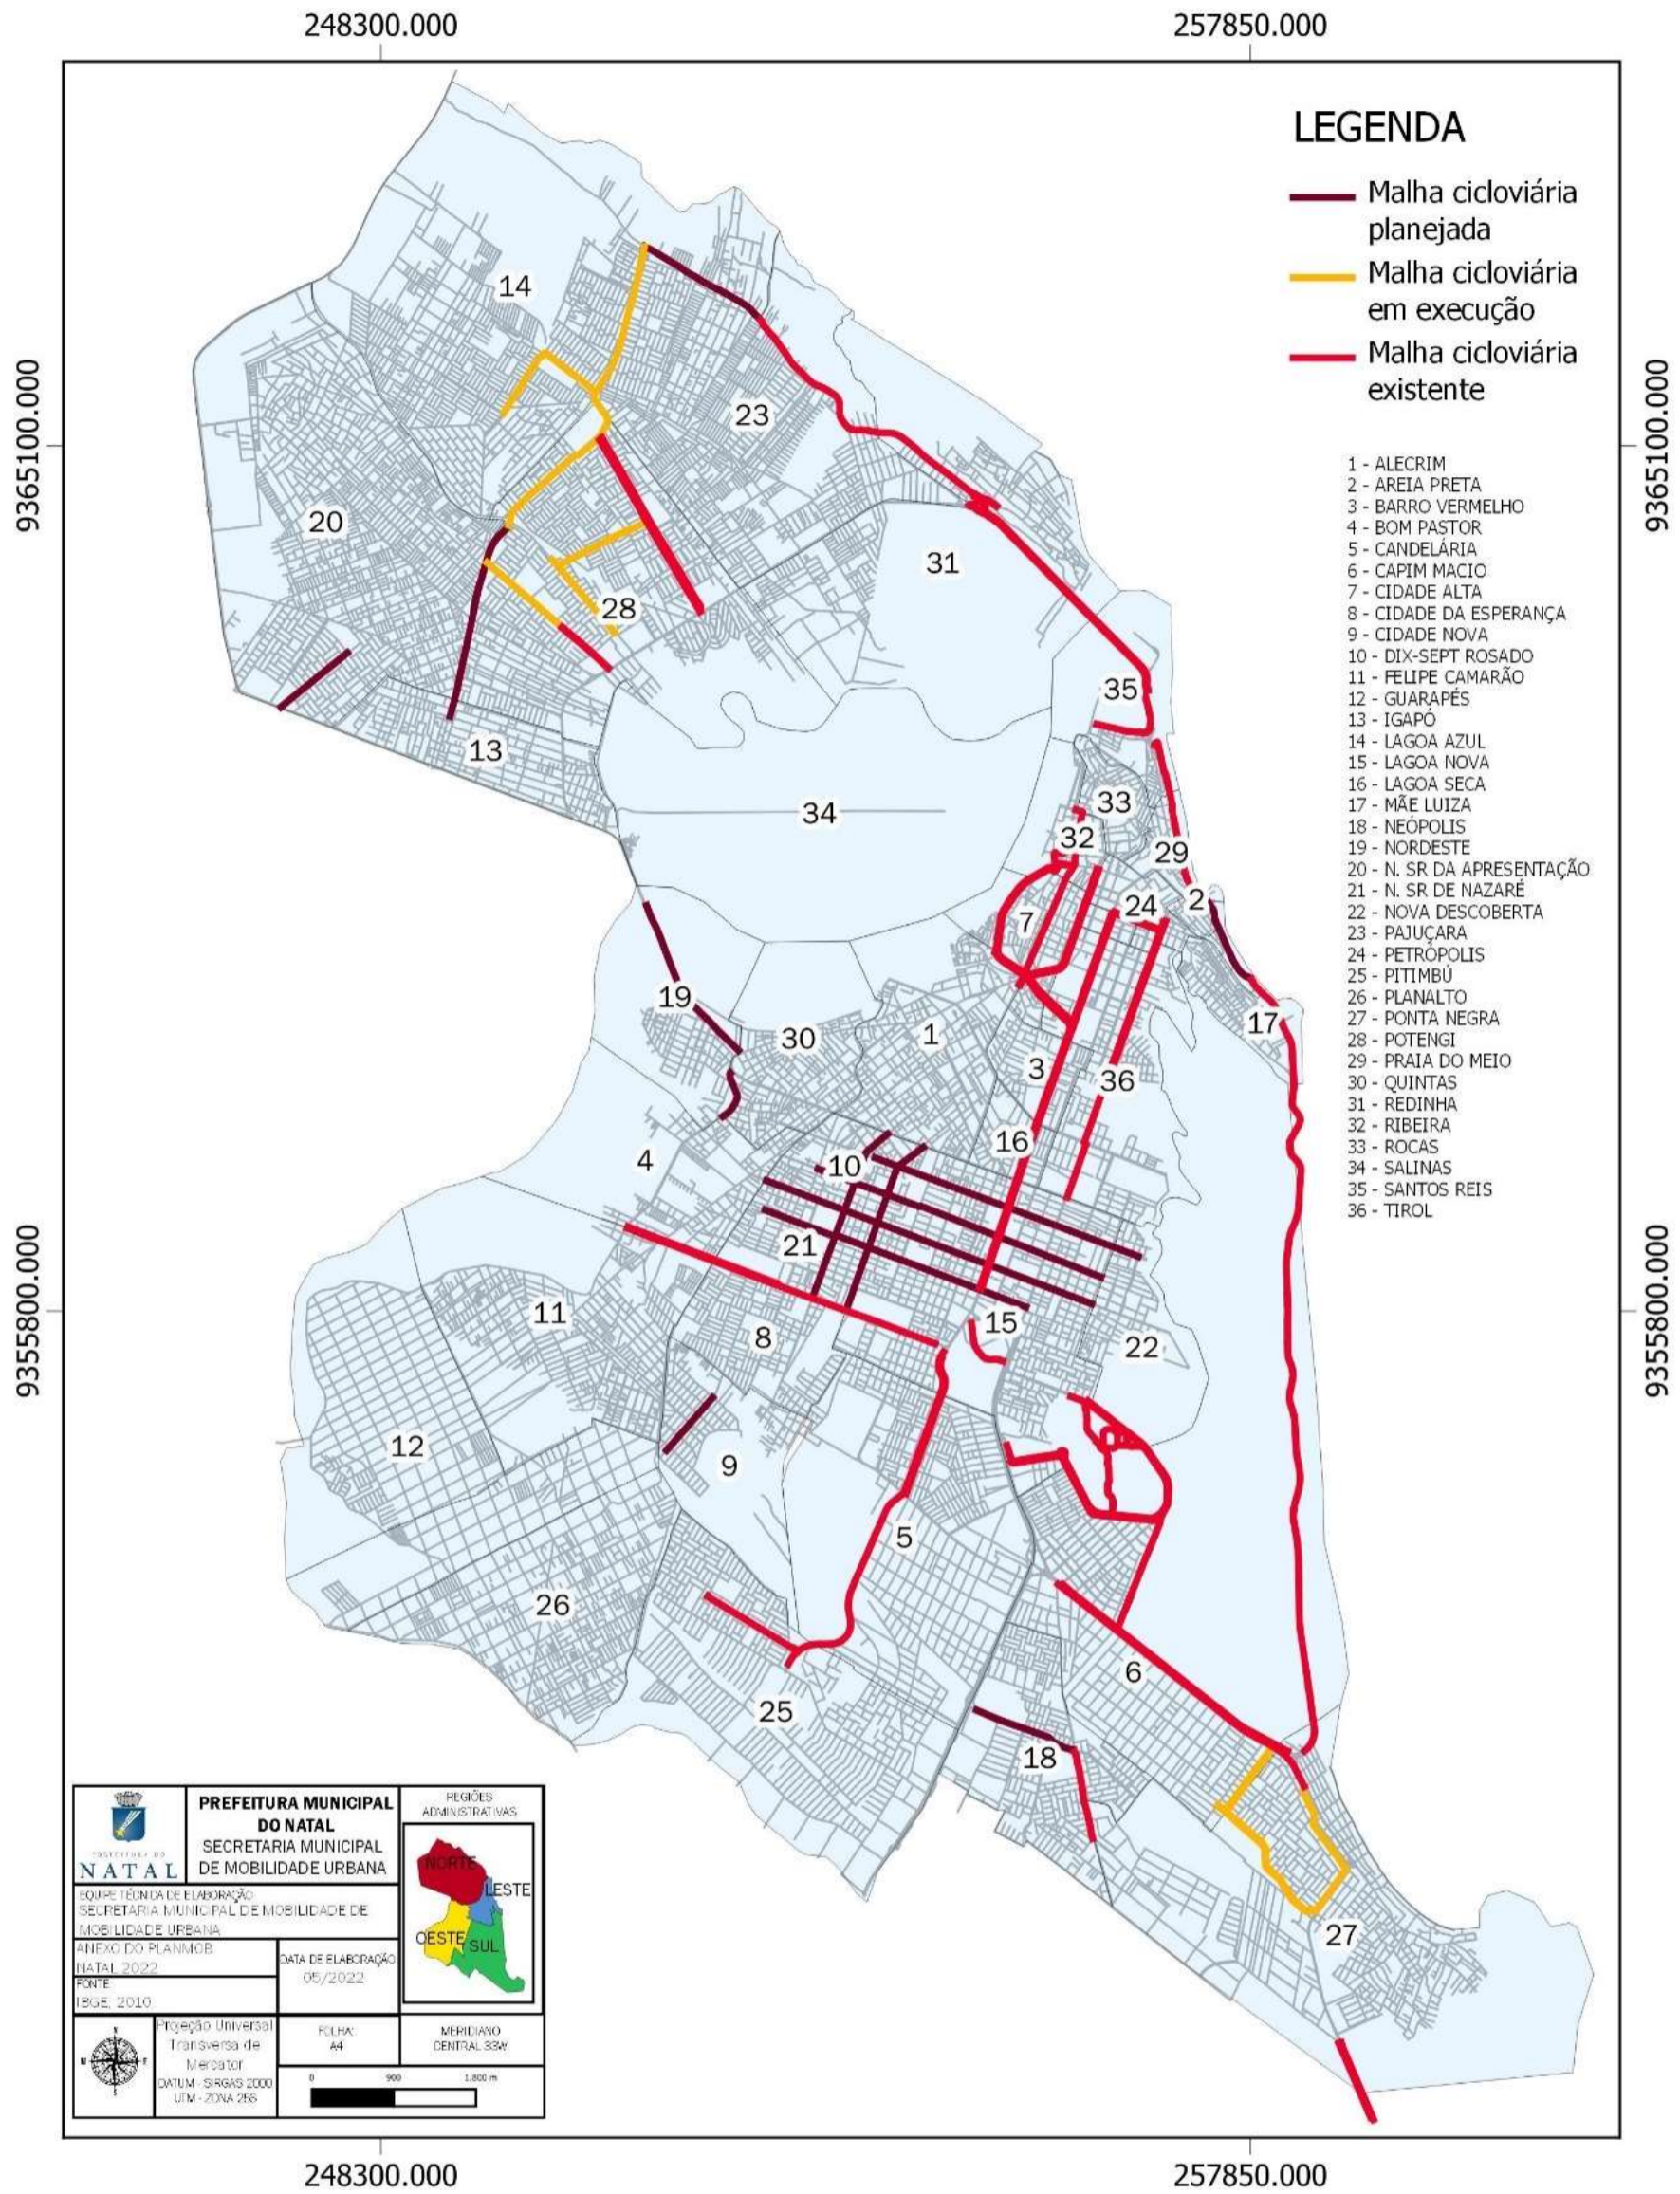 248300.000
257850.000
LEGENDA
Malha cicloviária
planejada
Malha cicloviária
em execução
Malha cicloviária
existente
1 - ALECRIM
2 - AREIA PRETA
3 - BARRO VERMELHO
4 - BOM PASTOR
5 - CANDELÁRIA
6 - CAPIM MACIO
7 - CIDADE ALTA
8 - CIDADE DA ESPERANÇA
9 - CIDADE NOVA
10 - DIX-SEPT ROSADO
11 - FELIPE CAMARÃO
12 - GUARAPÉS
13 - IGAPÓ
14 - LAGOA AZUL
15 - LAGOA NOVA
16 - LAGOA SECA
17 - MÃE LUIZA
18 - NEÓPOLIS
19 - NORDESTE
20 - N. SR DA APRESENTAÇÃO
21 - N. SR DE NAZARÉ
22 - NOVA DESCOBERTA
23 - PAJUÇARA
24 - PETRÓPOLIS
25 - PITIMBÚ
26 - PLANALTO
27 - PONTA NEGRA
28 - POTENGI
29 - PRAIA DO MEIO
30 - QUINTAS
31 - REDINHA
32 - RIBEIRA
33 - ROCAS
34 - SALINAS
35 - SANTOS REIS
36 - TIROL
9365100.000
9365100.000
9355800.000
9355800.000
14
23
20
31
28
35
13
34
33
32
29
2
24
7
19
17
30
1
3
36
16
4
10
21
11
15
8
22
12
9
5
26
6
25
18
27
NATAL
PREFEITURA MUNICIPAL
DO NATAL
SECRETARIA MUNICIPAL
DE MOBILIDADE URBANA
REGIÕES
ADMINISTRATIVAS
NORTE
LESTE
OESTE
SUL
EQUIPE TÉCNICA DE ELABORAÇÃO
SECRETARIA MUNICIPAL DE MOBILIDADE DE
MOBILIDADE URBANA
ANEXO DO PLANMOB
NATAL 2022
DATA DE ELABORAÇÃO
05/2022
FONTE
IBGE, 2010
Projeção Universal
Transversa de
Mercator
DATUM - SIRGAS 2000
UTM - ZONA 25S
FOLHA:
A4
MERIDIANO
CENTRAL 33W
0 900 1.800 m
248300.000
257850.000